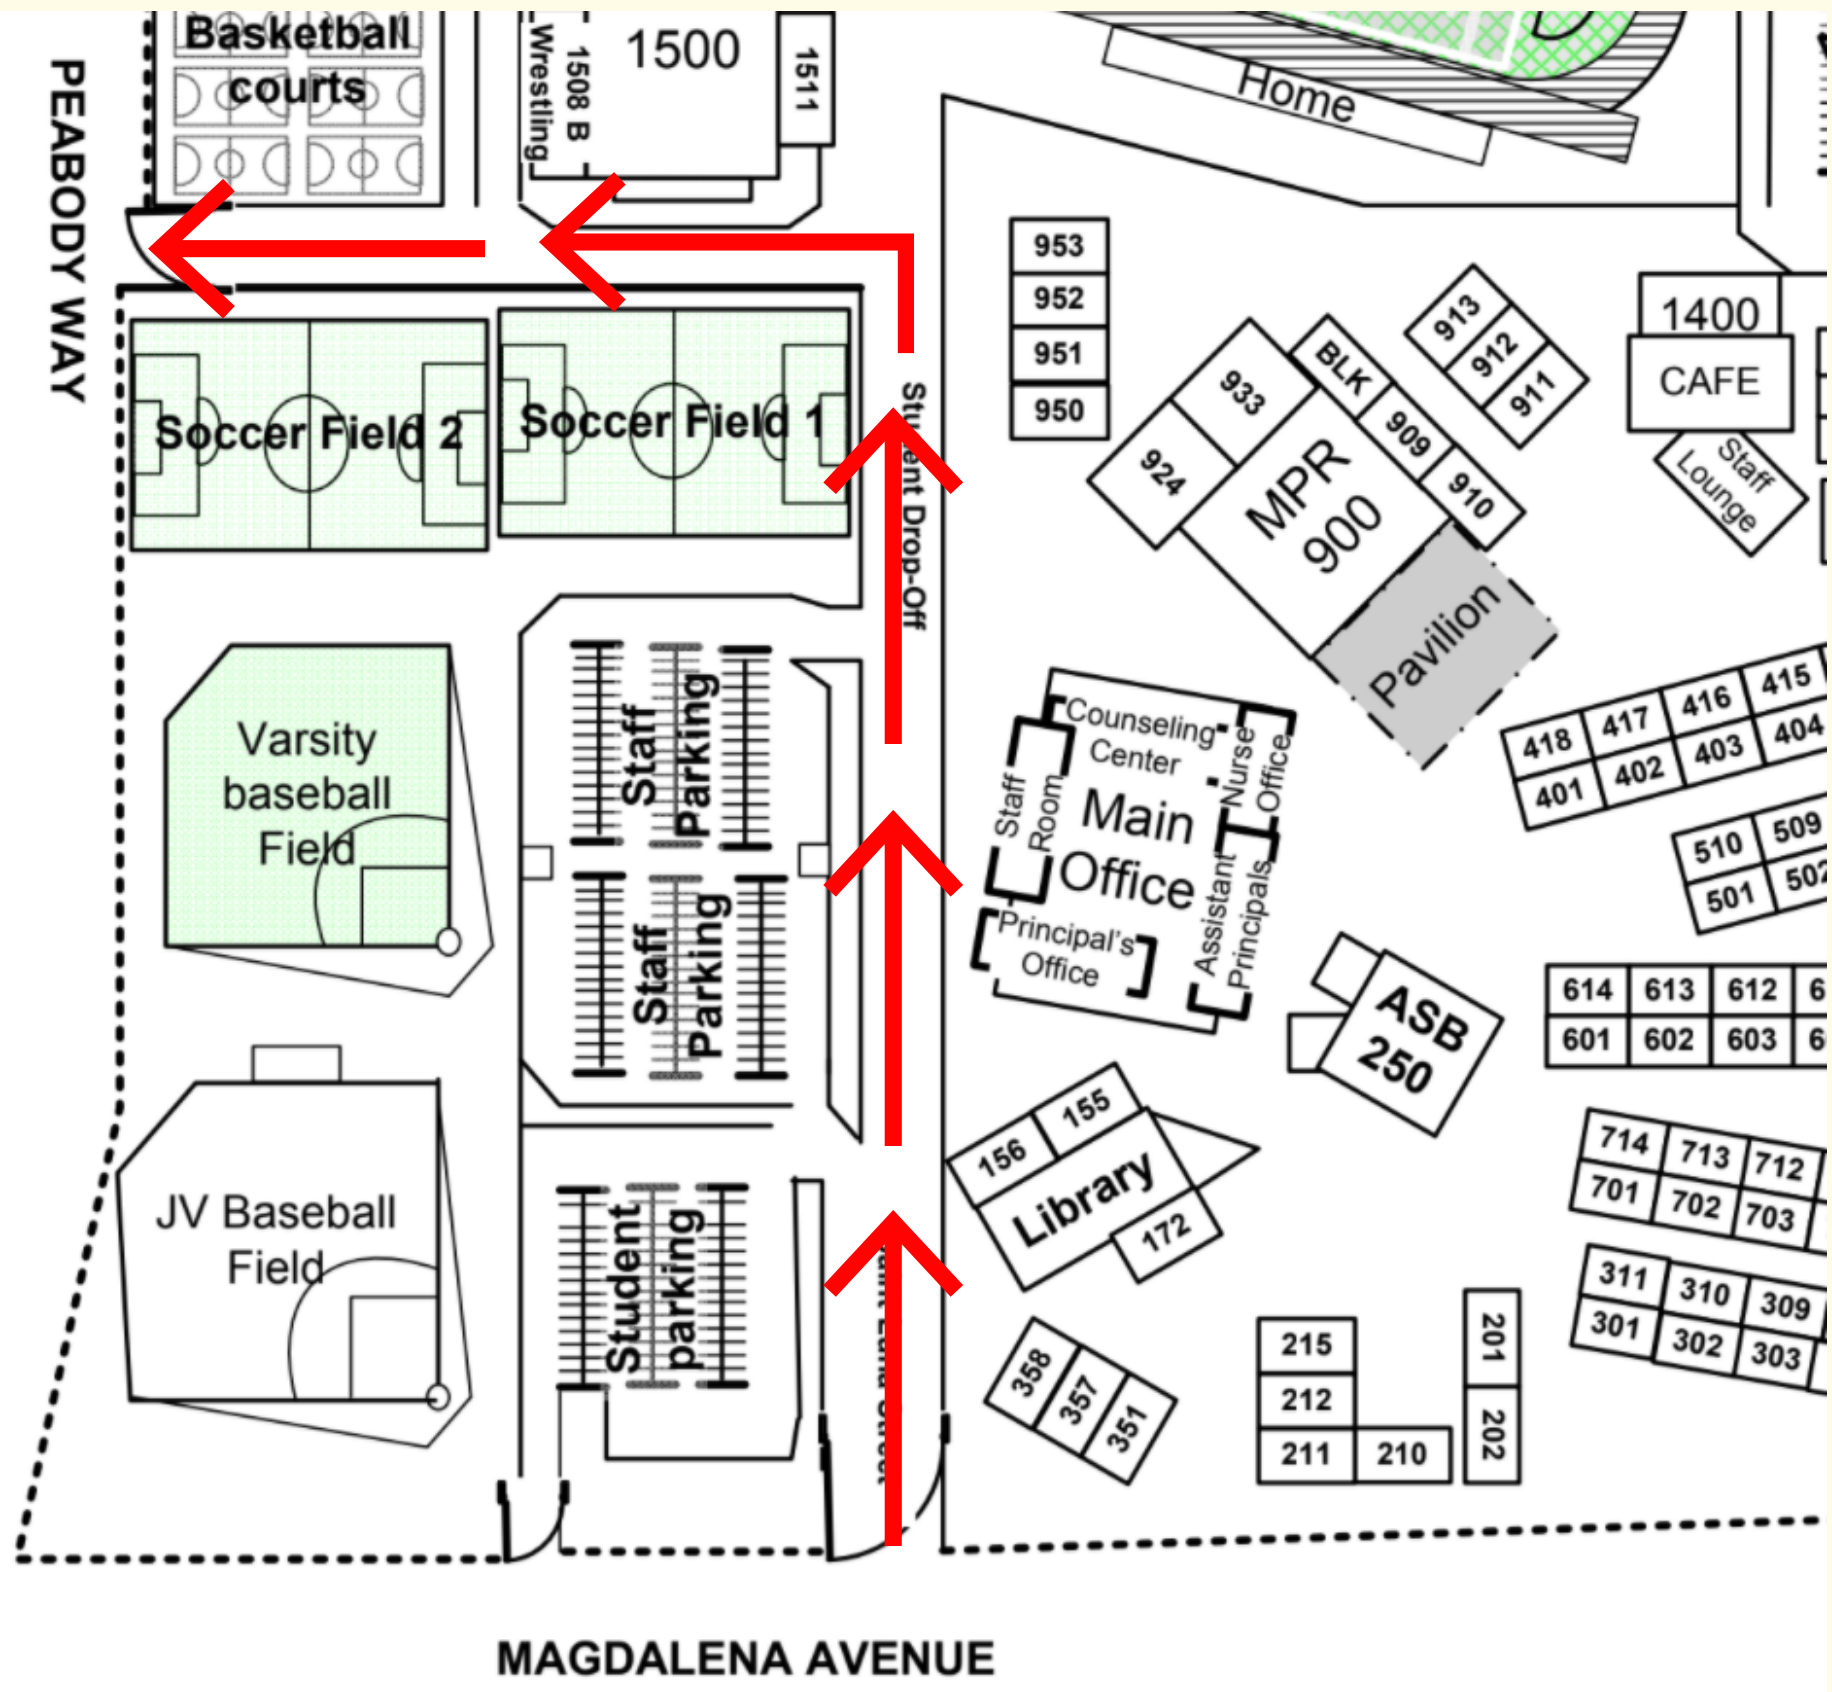 Basketball
courts
PEABODY WAY
Wrestling
1508 B
1500
1511
Home
953
952
951
950
933
924
BLK
909
910
MPR
900
Pavilion
913
912
911
1400
CAFE
Staff
Lounge
Soccer Field 2
Soccer Field 1
Drop-Off
Varsity
baseball
Field
JV Baseball
Field
Staff
Parking
Staff
Parking
Student
parking
Counseling
Center
Nurse
Office
Staff
Room
Main
Office
Assistant
Principals
Principal's
Office
418
417
416
415
401
402
403
404
510
509
501
502
ASB
250
614
613
612
601
602
603
156
155
Library
172
714
713
712
701
702
703
311
310
309
301
302
303
358
357
351
215
212
211
210
201
202
MAGDALENA AVENUE